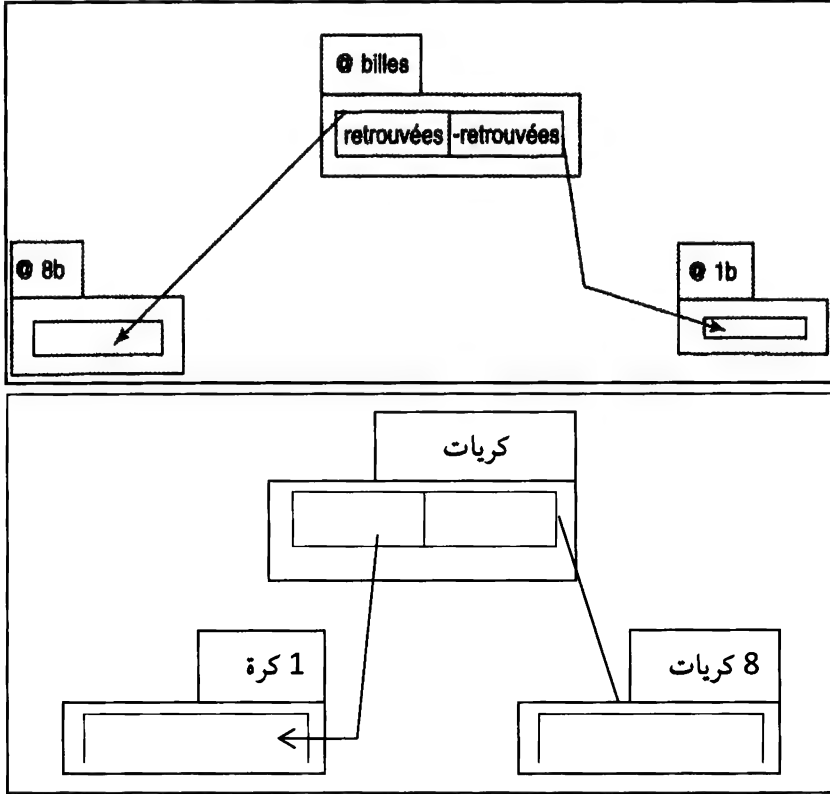 @ billes
retrouvées -retrouvées
@ 8b
@ 1b
كريات
8 كريات
1 كرة